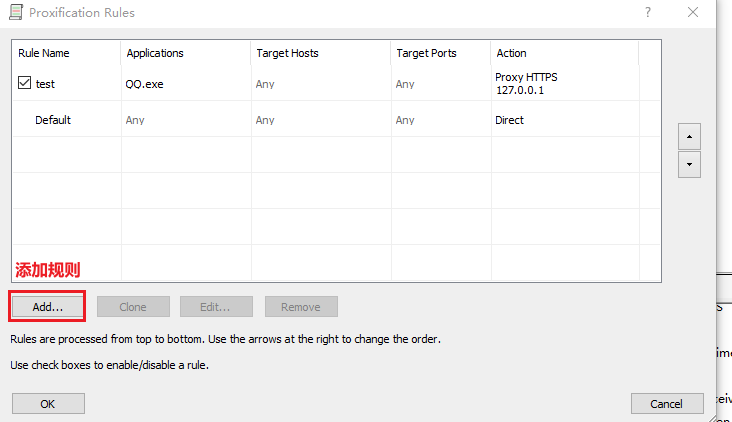 Proxification Rules
Rule Name Applications Target Hosts Target Ports Action
test QQ.exe Any Any Proxy HTTPS
127.0.0.1
Default Any Any Any Direct
添加规则
Add... Clone Edit... Remove
Rules are processed from top to bottom. Use the arrows at the right to change the order.
Use check boxes to enable/disable a rule.
OK Cancel